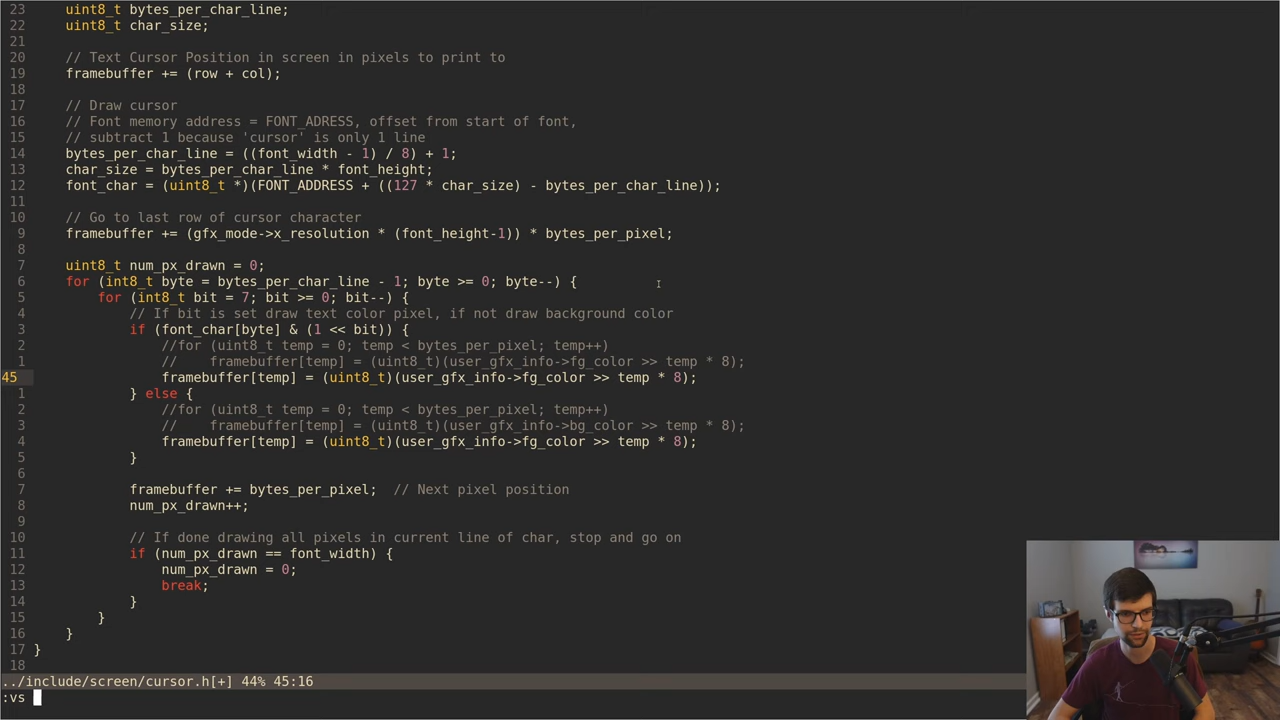 23     uint8_t bytes_per_char_line;
22     uint8_t char_size;
21
20     // Text Cursor Position in screen in pixels to print to
19     framebuffer += (row + col);
18
17     // Draw cursor
16     // Font memory address = FONT_ADRESS, offset from start of font,
15     // subtract 1 because 'cursor' is only 1 line
14     bytes_per_char_line = ((font_width - 1) / 8) + 1;
13     char_size = bytes_per_char_line * font_height;
12     font_char = (uint8_t *)(FONT_ADDRESS + ((127 * char_size) - bytes_per_char_line));
11
10     // Go to last row of cursor character
9     framebuffer += (gfx_mode->x_resolution * (font_height-1)) * bytes_per_pixel;
8
7     uint8_t num_px_drawn = 0;
6     for (int8_t byte = bytes_per_char_line - 1; byte >= 0; byte--) {
5         for (int8_t bit = 7; bit >= 0; bit--) {
4             // If bit is set draw text color pixel, if not draw background color
3             if (font_char[byte] & (1 << bit)) {
2                 //for (uint8_t temp = 0; temp < bytes_per_pixel; temp++)
1                 //    framebuffer[temp] = (uint8_t)(user_gfx_info->fg_color >> temp * 8);
45                 framebuffer[temp] = (uint8_t)(user_gfx_info->fg_color >> temp * 8);
1             } else {
2                 //for (uint8_t temp = 0; temp < bytes_per_pixel; temp++)
3                 //    framebuffer[temp] = (uint8_t)(user_gfx_info->bg_color >> temp * 8);
4                 framebuffer[temp] = (uint8_t)(user_gfx_info->fg_color >> temp * 8);
5             }
6
7             framebuffer += bytes_per_pixel;  // Next pixel position
8             num_px_drawn++;
9
10             // If done drawing all pixels in current line of char, stop and go on
11             if (num_px_drawn == font_width) {
12                 num_px_drawn = 0;
13                 break;
14             }
15         }
16     }
17 }
18
../include/screen/cursor.h[+] 44% 45:16
:vs